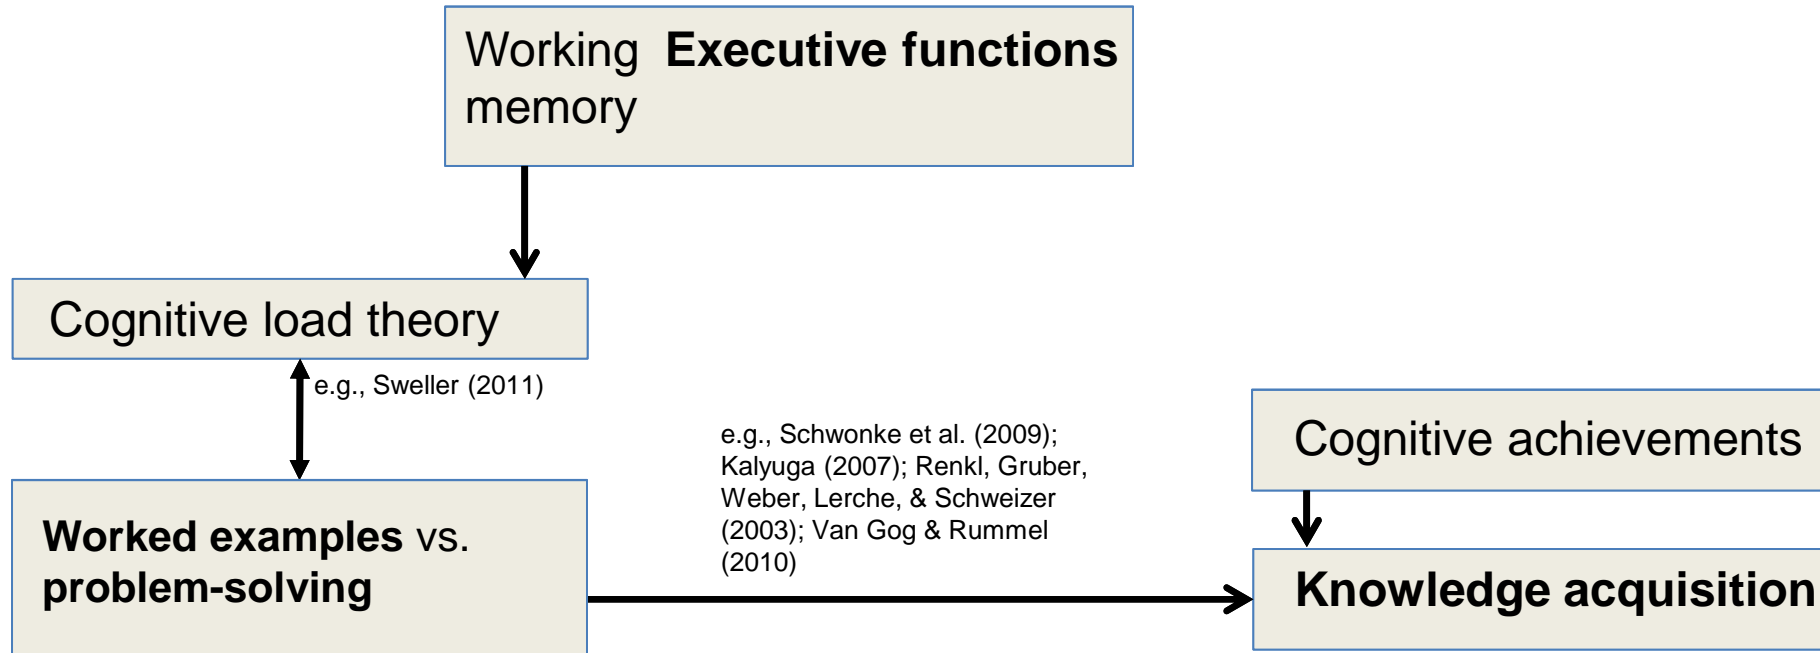 Working Executive functions
memory
Cognitive load theory
e.g., Sweller (2011)
e.g., Schwonke et al. (2009);
Kalyuga (2007); Renkl, Gruber,
Weber, Lerche, & Schweizer
(2003); Van Gog & Rummel
(2010)
Cognitive achievements
Worked examples vs.
problem-solving
Knowledge acquisition